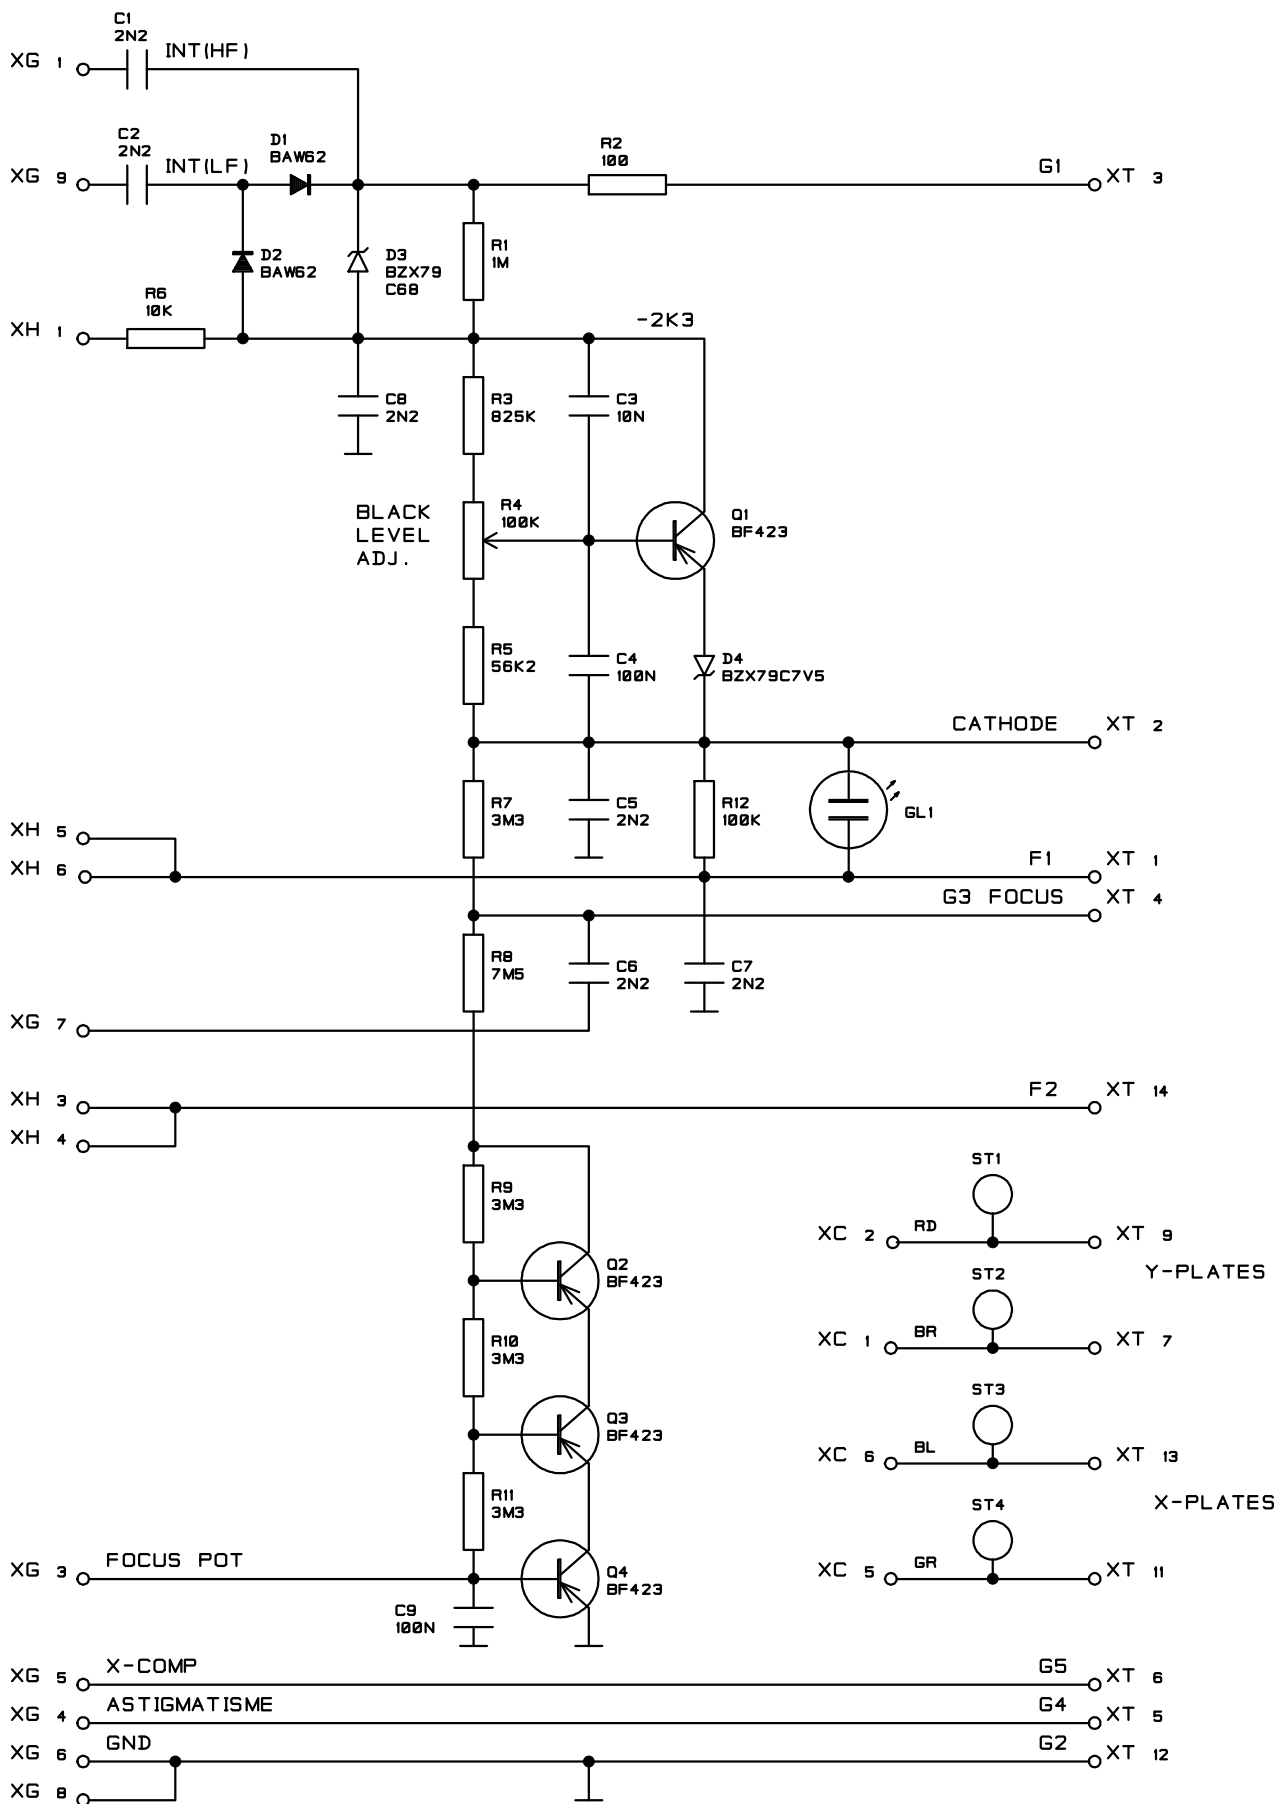 C1
2N2
XG 1
INT(HF)
C2
2N2
XG 9
INT(LF)
D1
BAW62
R2
100
G1
XT 3
D2
BAW62
D3
BZX79
C68
R1
1M
R6
10K
XH 1
-2K3
C8
2N2
R3
825K
C3
10N
BLACK
LEVEL
ADJ.
R4
100K
Q1
BF423
R5
56K2
C4
100N
D4
BZX79C7V5
CATHODE
XT 2
R7
3M3
C5
2N2
R12
100K
GL1
XH 5
XH 6
F1
XT 1
G3 FOCUS
XT 4
R8
7M5
C6
2N2
C7
2N2
XG 7
XH 3
F2
XT 14
XH 4
ST1
R9
3M3
XC 2
RD
XT 9
Y-PLATES
Q2
BF423
ST2
R10
3M3
XC 1
BR
XT 7
ST3
Q3
BF423
XC 6
BL
XT 13
X-PLATES
R11
3M3
ST4
XG 3
FOCUS POT
Q4
BF423
XC 5
GR
XT 11
C9
100N
XG 5
X-COMP
G5
XT 6
XG 4
ASTIGMATISME
G4
XT 5
XG 6
GND
G2
XT 12
XG 8